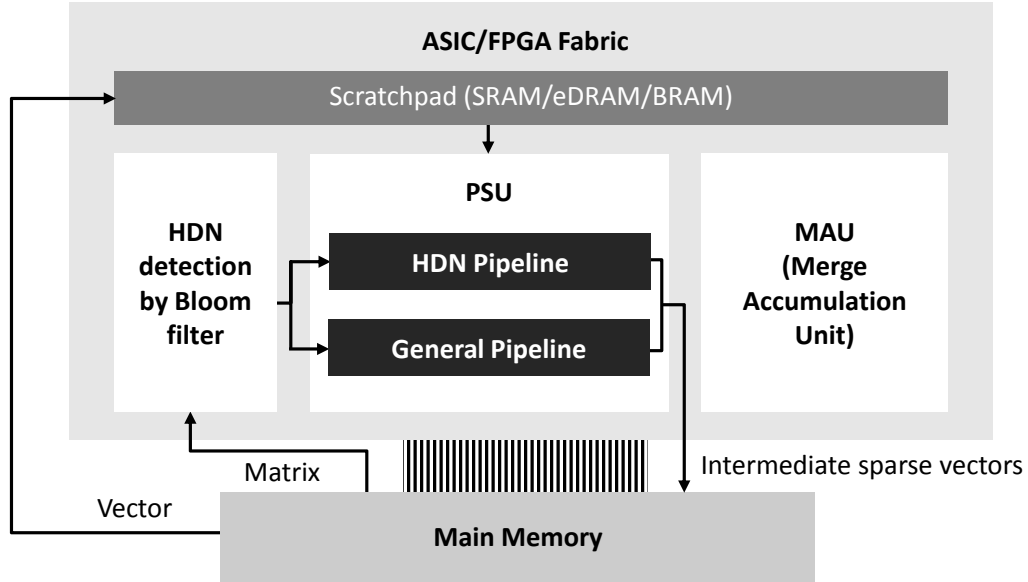 ASIC/FPGA Fabric
Scratchpad (SRAM/eDRAM/BRAM)
HDN
detection
by Bloom
filter
PSU
HDN Pipeline
General Pipeline
MAU
(Merge
Accumulation
Unit)
Matrix
Intermediate sparse vectors
Vector
Main Memory